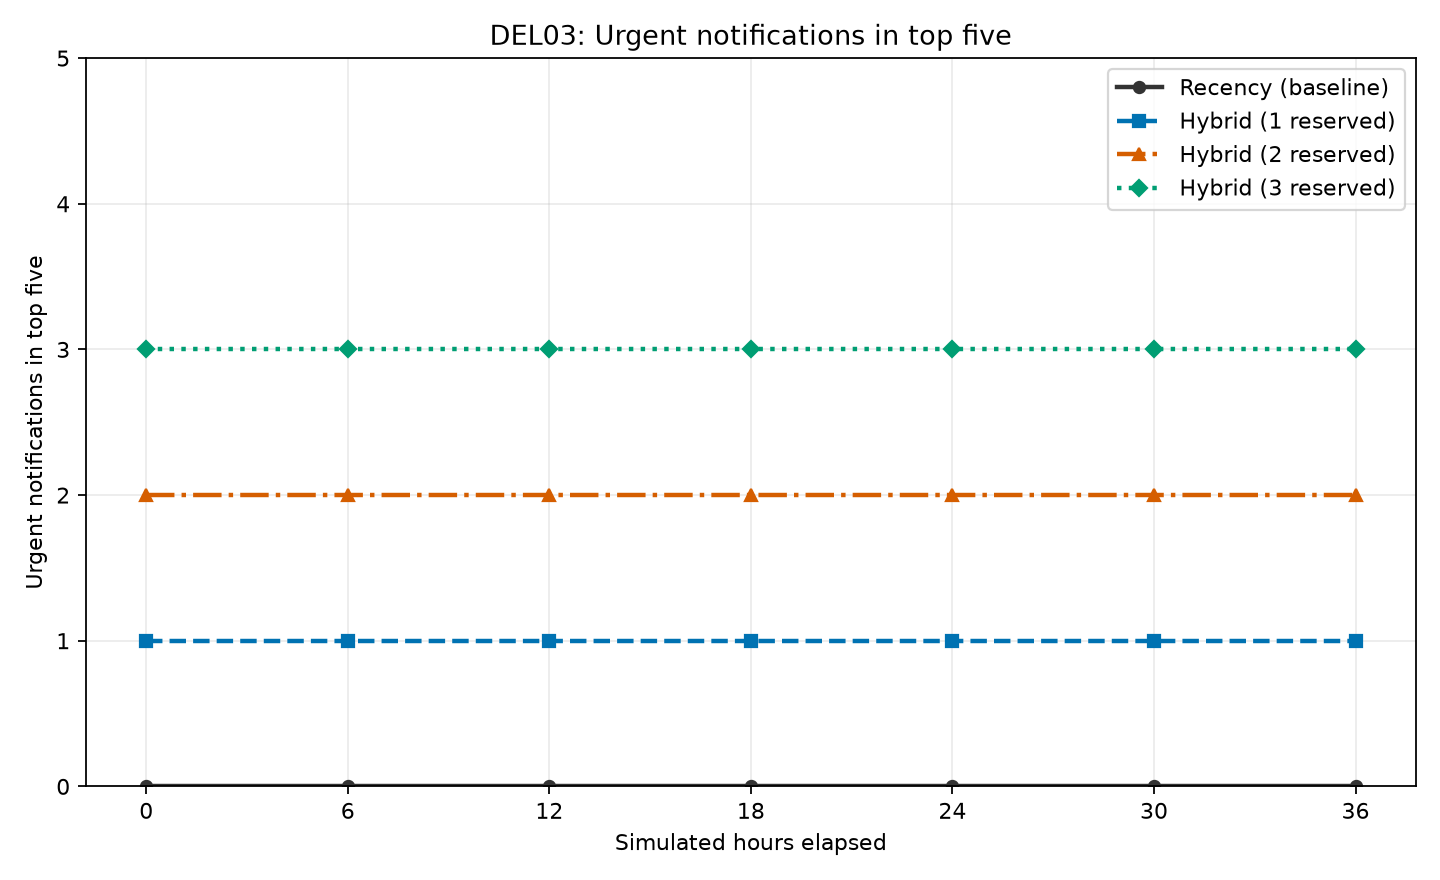 DEL03: Urgent notifications in top five
Urgent notifications in top five
5
4
3
2
1
0
Recency (baseline)
Hybrid (1 reserved)
Hybrid (2 reserved)
Hybrid (3 reserved)
0 6 12 18 24 30 36
Simulated hours elapsed